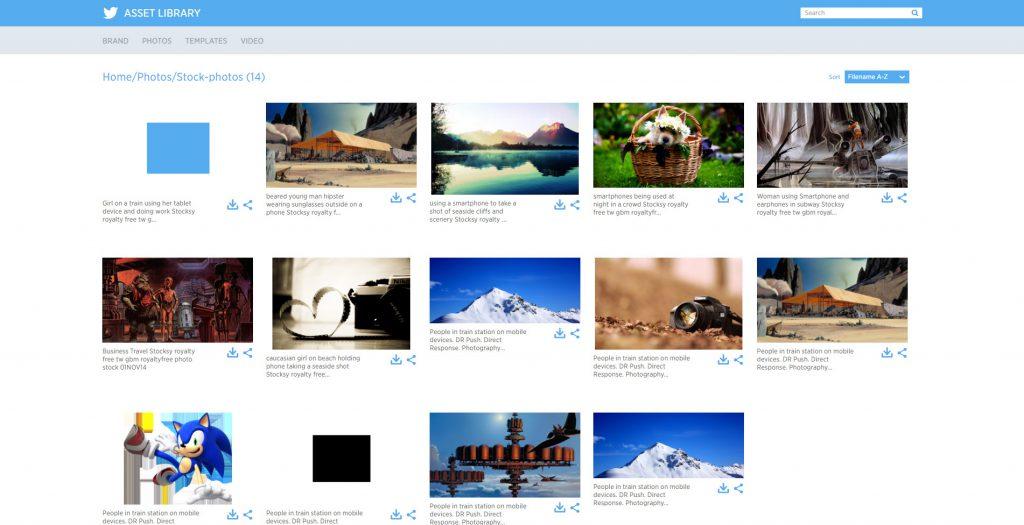 ASSET LIBRARY
Search
BRAND PHOTOS TEMPLATES VIDEO
Home/Photos/Stock-photos (14)
Sort Filename A-Z
Girl on a train using her tablet
device and doing work Stocksy
royalty free tw g...
beared young man hipster
wearing sunglasses outside on a
phone Stocksy royalty f...
using a smartphone to take a
shot of seaside cliffs and
scenery Stocksy royalty ...
smartphones being used at
night in a crowd Stocksy royalty
free tw gbm royaltyfr...
Woman using Smartphone and
earphones in subway Stocksy
royalty free tw gbm royal...
Business Travel Stocksy royalty
free tw gbm royaltyfree photo
stock 01NOV14
caucasian girl on beach holding
phone taking a seaside shot
Stocksy royalty free...
People in train station on mobile
devices. DR Push. Direct
Response. Photography...
People in train station on mobile
devices. DR Push. Direct
Response. Photography...
People in train station on mobile
devices. DR Push. Direct
Response. Photography...
People in train station on mobile
devices. DR Push. Direct
People in train station on mobile
devices. DR Push. Direct
People in train station on mobile
devices. DR Push. Direct
People in train station on mobile
devices. DR Push. Direct
Response. Photography...